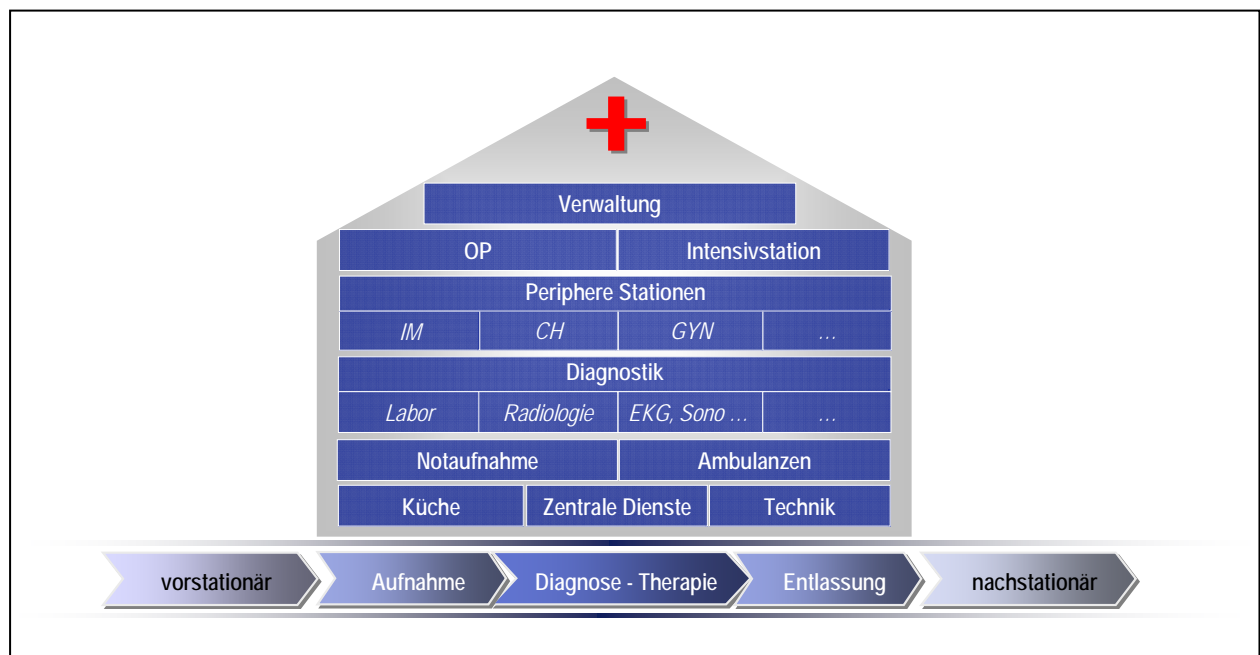 Verwaltung
OP Intensivstation
Periphere Stationen
IM CH GYN ...
Diagnostik
Labor Radiologie EKG, Sono ... ...
Notaufnahme Ambulanzen
Küche Zentrale Dienste Technik
vorstationär Aufnahme Diagnose - Therapie Entlassung nachstationär